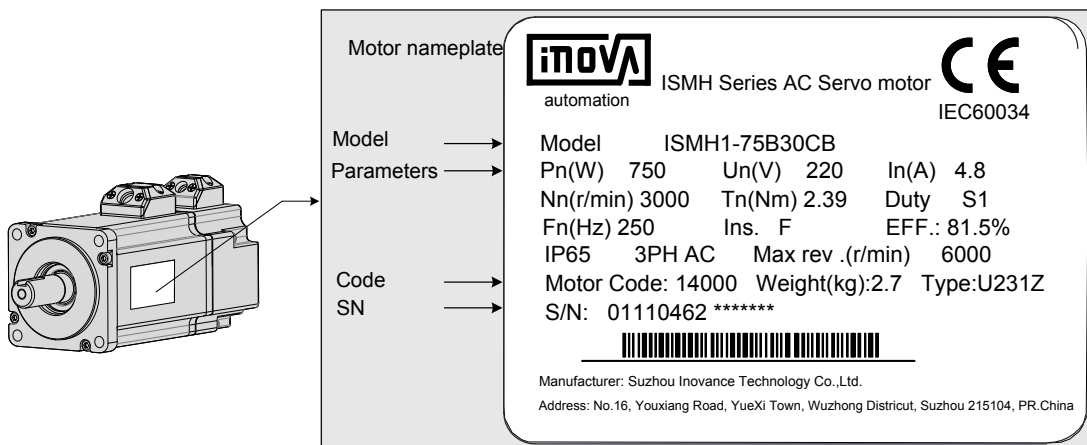 Motor nameplate
inovA
automation
ISMH Series AC Servo motor
CE
IEC60034
Model
Model ISMH1-75B30CB
Parameters
Pn(W) 750 Un(V) 220 In(A) 4.8
Nn(r/min) 3000 Tn(Nm) 2.39 Duty S1
Fn(Hz) 250 Ins. F EFF.: 81.5%
IP65 3PH AC Max rev .(r/min) 6000
Code
Motor Code: 14000 Weight(kg):2.7 Type:U231Z
SN
S/N: 01110462 *******
Manufacturer: Suzhou Inovance Technology Co.,Ltd.
Address: No.16, Youxiang Road, YueXi Town, Wuzhong Districut, Suzhou 215104, PR.China